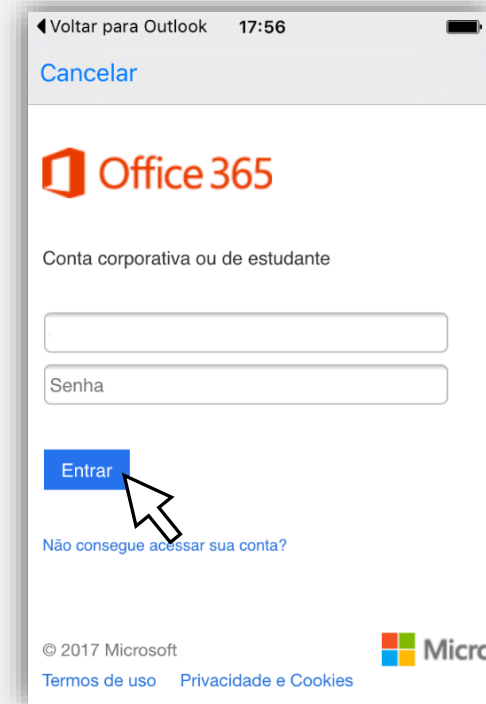 Voltar para Outlook 17:56
Cancelar
Office 365
Conta corporativa ou de estudante
Senha
Entrar
Não consegue acessar sua conta?
© 2017 Microsoft
Micro
Termos de uso Privacidade e Cookies